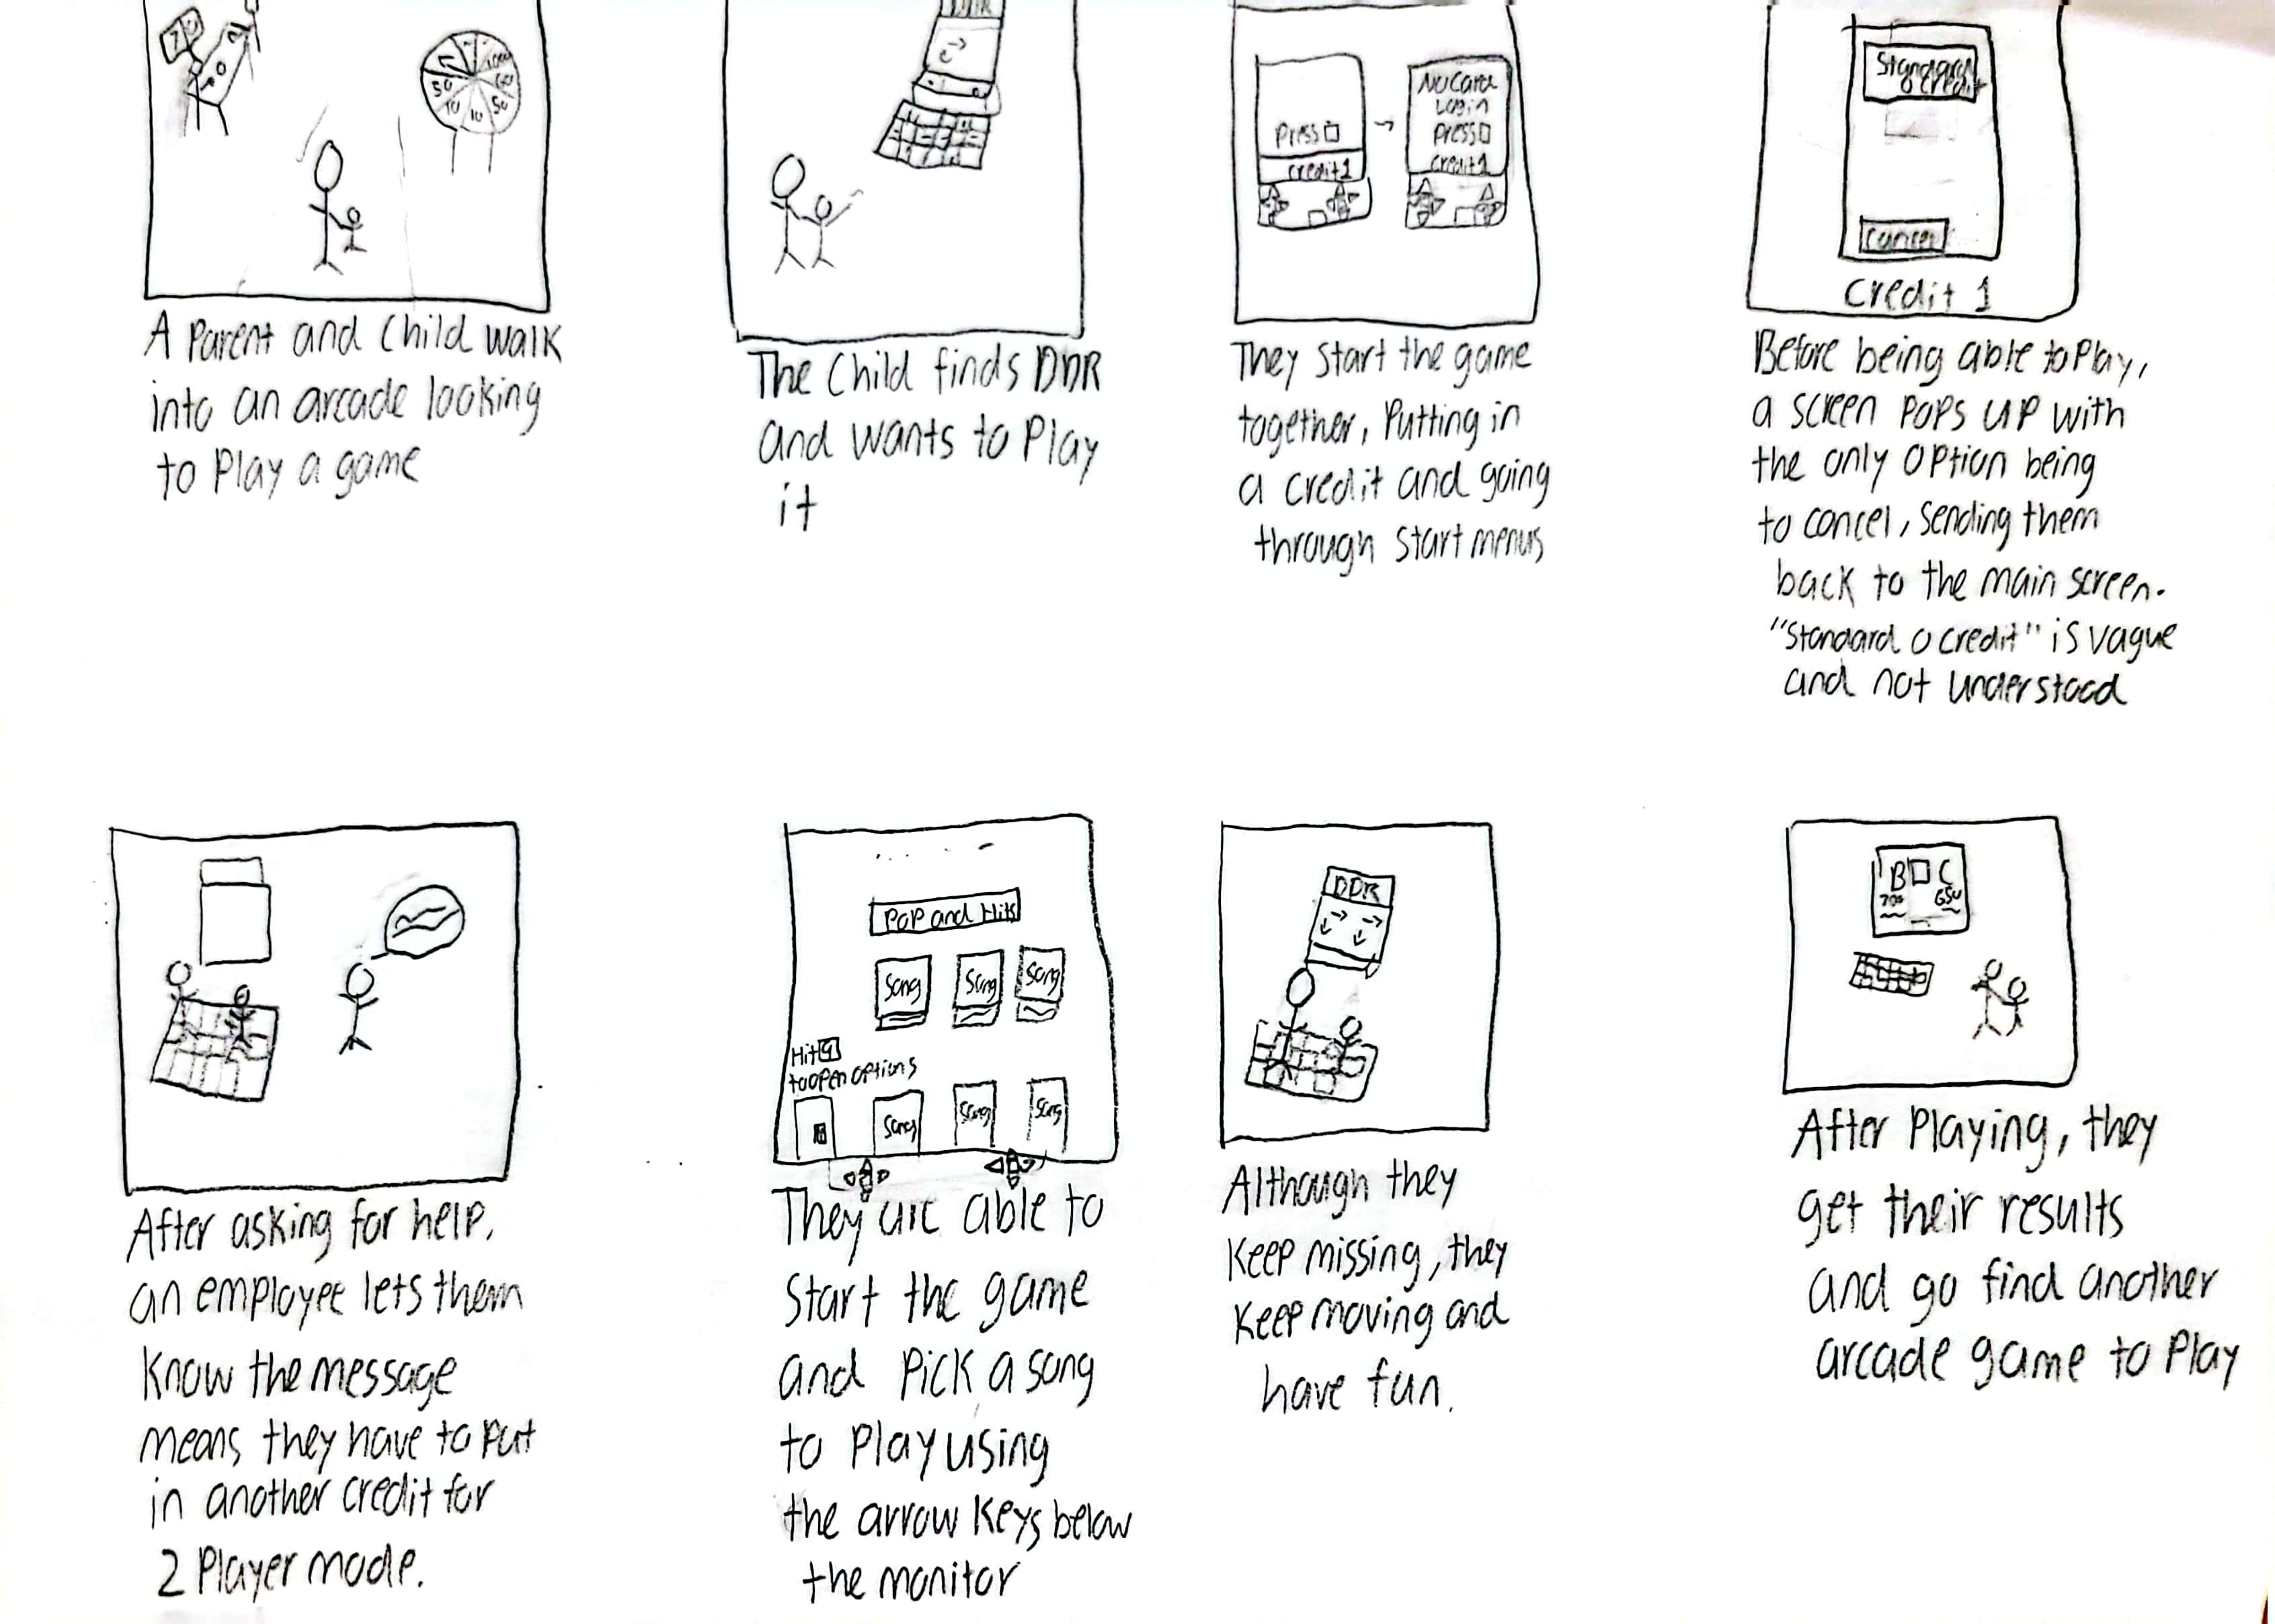 7
50
10
10
50
A Parent and Child walk
into an arcade looking
to Play a game
The Child finds DDR
and wants to Play
it
Press
credit 1
No Card
Login
Press
credit 1
They Start the game
together, Putting in
a credit and going
through Start menus
Standard
0 credit
Cancel
Credit 1
Before being able to Play,
a screen Pops up with
the only option being
to cancel, sending them
back to the main screen.
"Standard 0 credit" is vague
and not understood
After asking for help,
an employee lets them
Know the message
means they have to put
in another credit for
2 Player mode.
Pop and Hits
Song
Song
Song
Hit
to open options
Song
Song
Song
They are able to
Start the game
and Pick a song
to Play using
the arrow Keys below
the monitor
DDR
Although they
Keep missing, they
Keep moving and
have fun.
B C
After Playing, they
get their results
and go find another
arcade game to Play